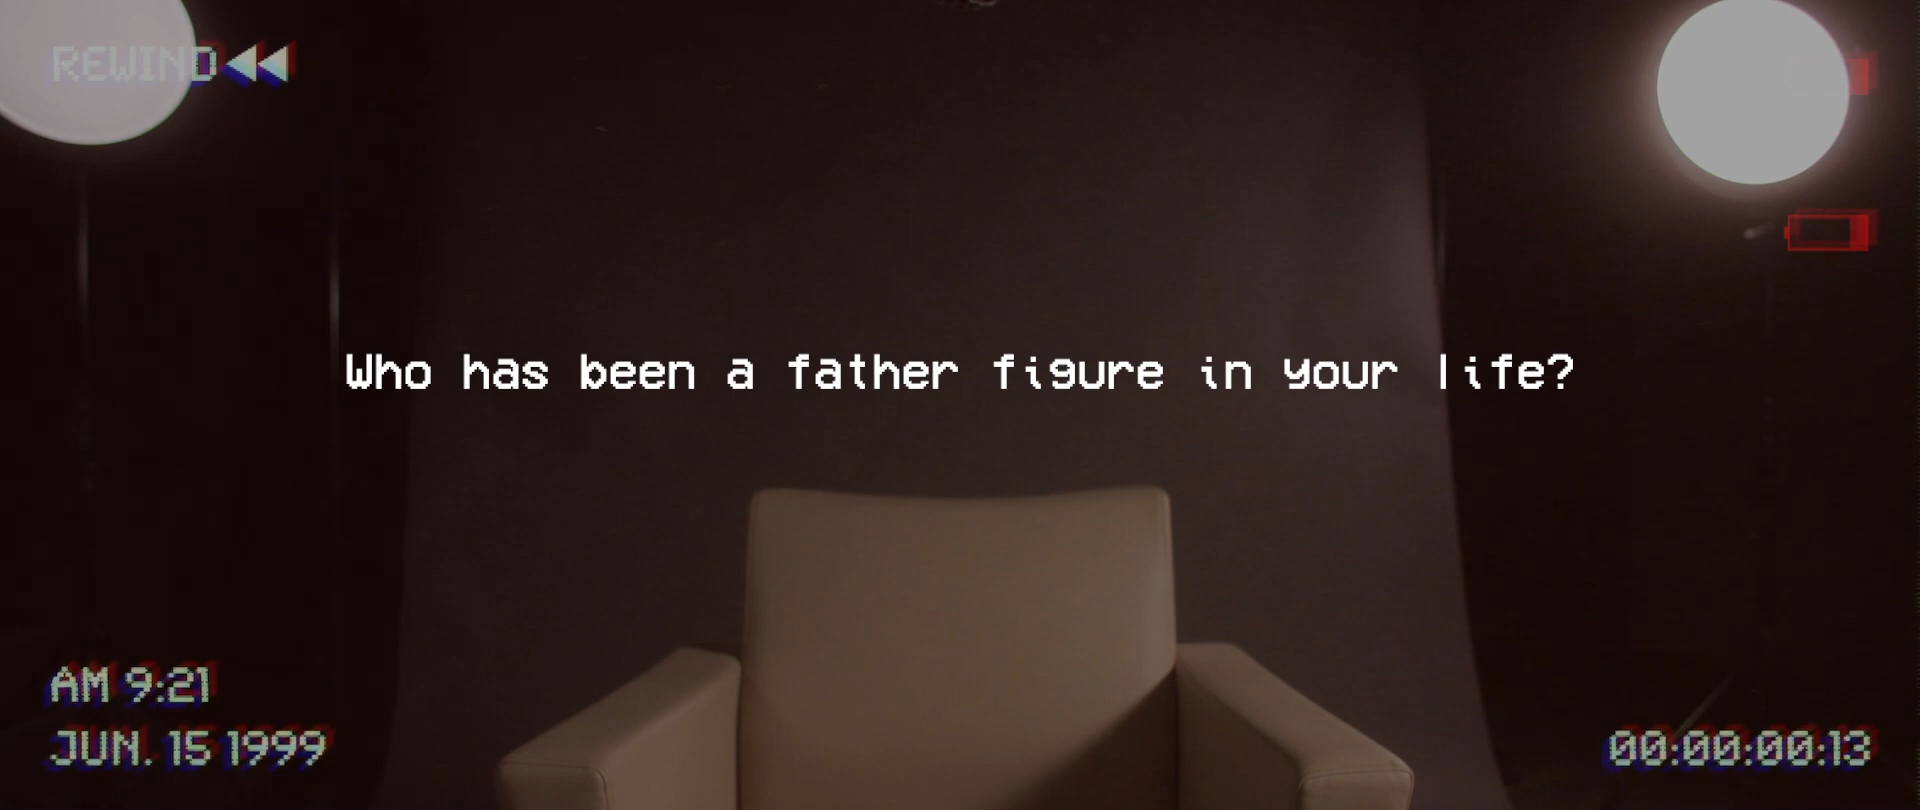 REWIND
Who has been a father figure in your life?
AM 9:21
JUN. 15 1999
00:00:00:13